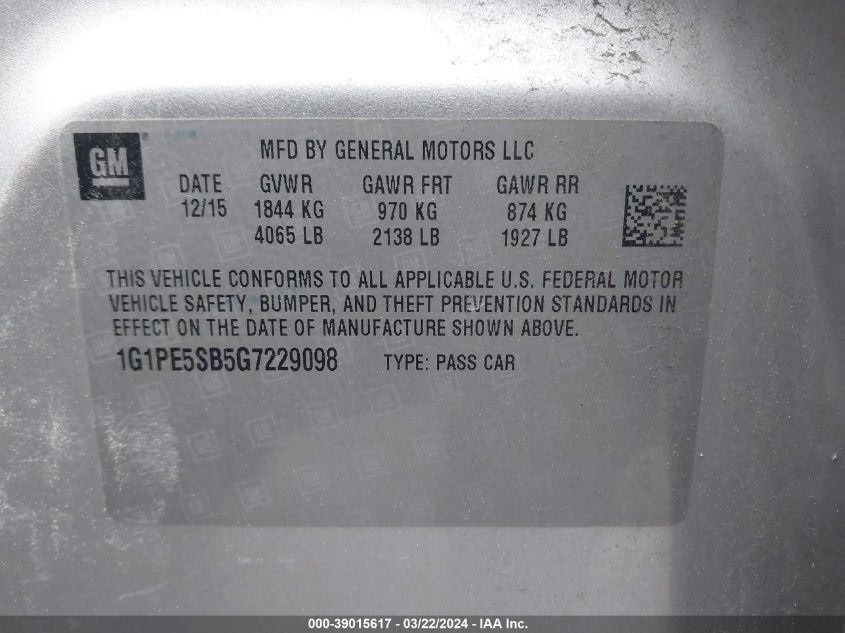 GM ®
MFD BY GENERAL MOTORS LLC
DATE GVWR GAWR FRT GAWR RR
12/15 1844 KG 970 KG 874 KG
4065 LB 2138 LB 1927 LB
THIS VEHICLE CONFORMS TO ALL APPLICABLE U.S. FEDERAL MOTOR
VEHICLE SAFETY, BUMPER, AND THEFT PREVENTION STANDARDS IN
EFFECT ON THE DATE OF MANUFACTURE SHOWN ABOVE.
1G1PE5SB5G7229098 TYPE: PASS CAR
000-39015617 - 03/22/2024 - IAA Inc.